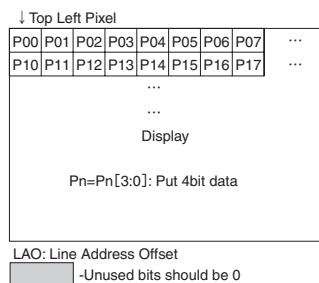 ↓Top Left Pixel
P00 P01 P02 P03 P04 P05 P06 P07 …
P10 P11 P12 P13 P14 P15 P16 P17 …
…
…
Display
Pn=Pn[3:0]: Put 4bit data
LAO: Line Address Offset
-Unused bits should be 0